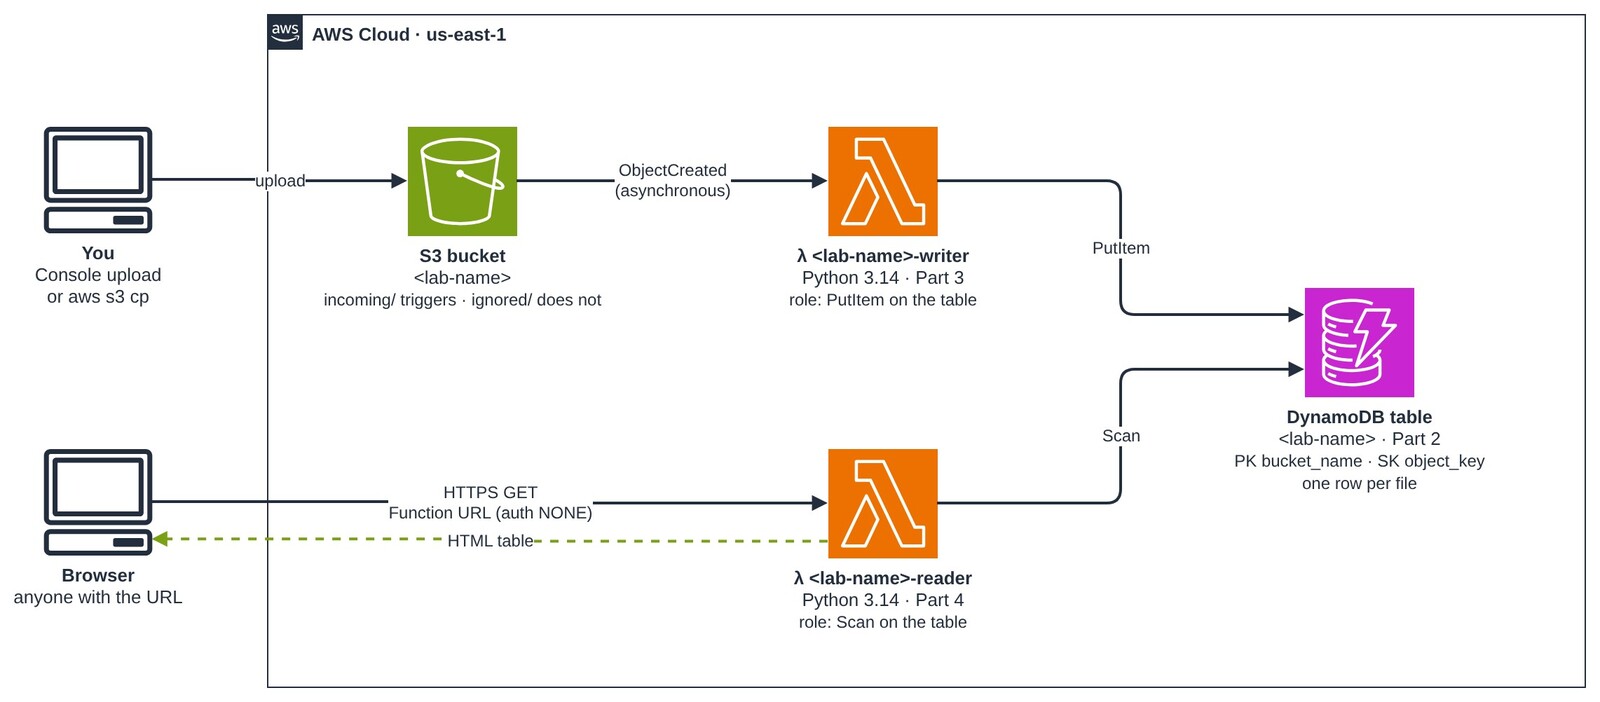 aws
AWS Cloud · us-east-1
upload
ObjectCreated
(asynchronous)
You
Console upload
or aws s3 cp
S3 bucket
<lab-name>
incoming/ triggers · ignored/ does not
λ <lab-name>-writer
Python 3.14 · Part 3
role: PutItem on the table
PutItem
DynamoDB table
<lab-name> · Part 2
PK bucket_name · SK object_key
one row per file
Scan
HTTPS GET
Function URL (auth NONE)
HTML table
Browser
anyone with the URL
λ <lab-name>-reader
Python 3.14 · Part 4
role: Scan on the table